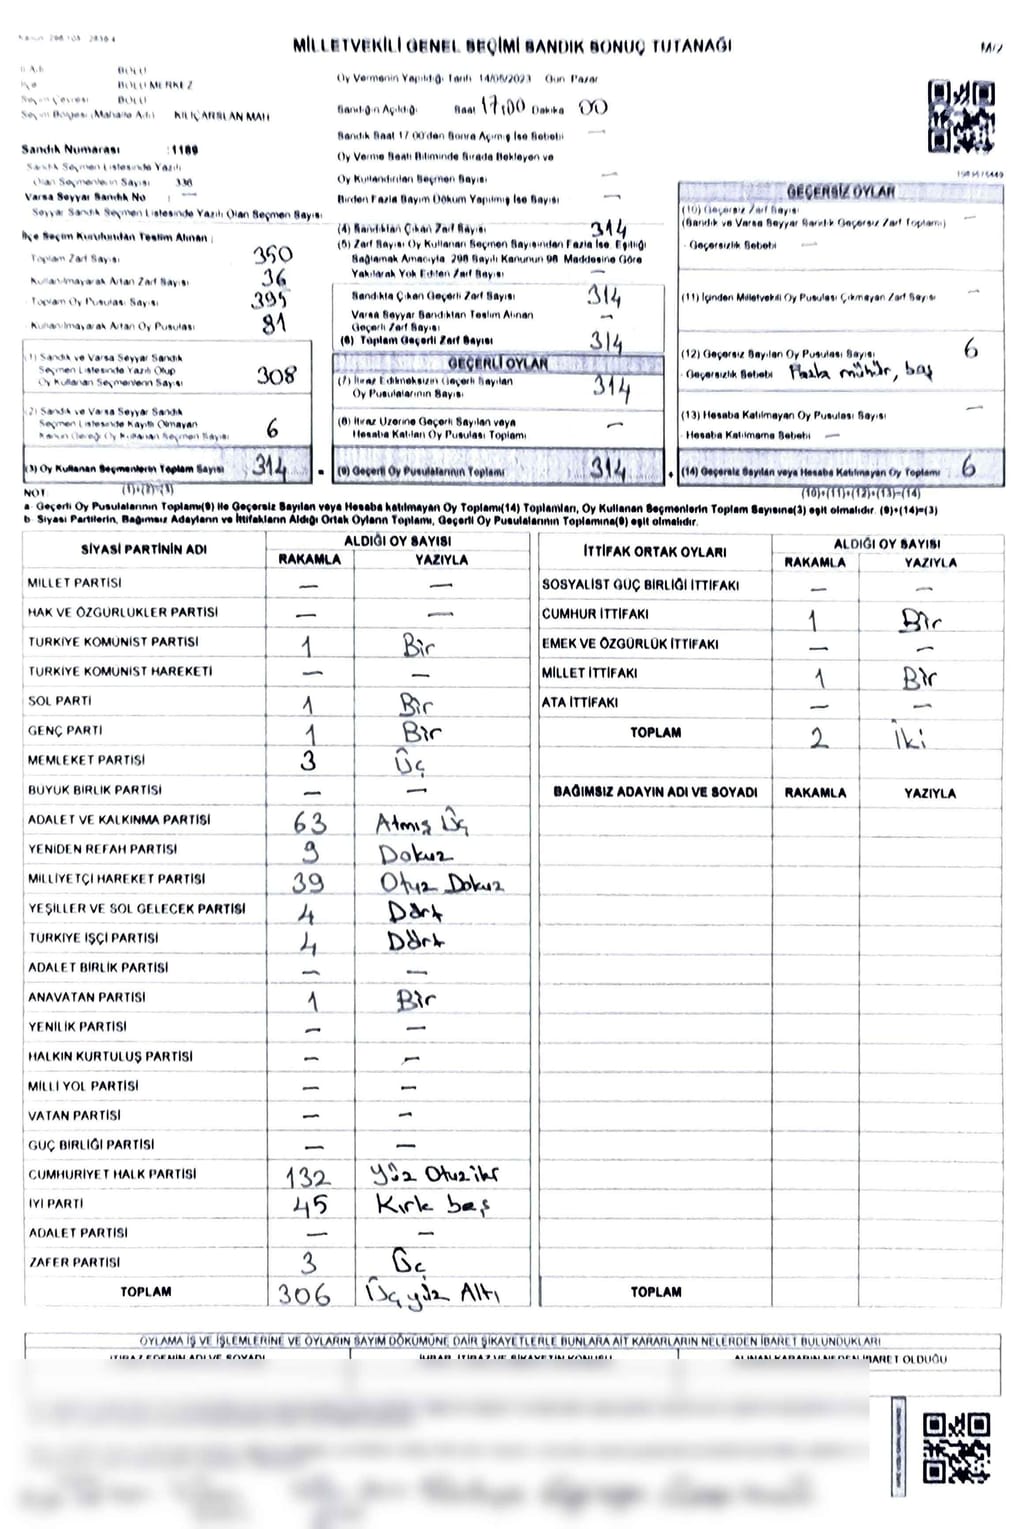 MİLLETVEKİLİ GENEL SEÇİMİ SANDIK SONUÇ TUTANAĞI
BOLU
BOLU MERKEZ
Seçim Çevresi BOLU
Seçim Bölgesi (Mahalle Adı) KILIÇARSLAN MAH
Sandık Numarası : 1189
Sandık Seçmen Listesinde Yazılı
Olan Seçmenlerin Sayısı 336
Varsa Seyyar Sandık No : —
Seyyar Sandık Seçmen Listesinde Yazılı Olan Seçmen Sayısı
İlçe Seçim Kurulundan Teslim Alınan :
Toplam Zarf Sayısı 350
Kullanılmayarak Artan Zarf Sayısı 36
Toplam Oy Pusulası Sayısı 395
Kullanılmayarak Artan Oy Pusulası 81
(1) Sandık ve Varsa Seyyar Sandık
Seçmen Listesinde Yazılı Olup
Oy Kullanan Seçmenlerin Sayısı 308
(2) Sandık ve Varsa Seyyar Sandık
Seçmen Listesinde Kayıtlı Olmayan
Kanun Gereği Oy Kullanan Seçmen Sayısı 6
(3) Oy Kullanan Seçmenlerin Toplam Sayısı 314
(1)+(2)=(3)
Oy Vermenin Yapıldığı Tarih 14/05/2023 Gün Pazar
Sandığın Açıldığı Saat 17:00 Dakika 00
Sandık Saat 17.00'den Sonra Açılmış İse Sebebi —
Oy Verme Saati Bitiminde Sırada Bekleyen ve
Oy Kullandırılan Seçmen Sayısı —
Birden Fazla Sayım Döküm Yapılmış İse Sayısı —
(4) Sandıktan Çıkan Zarf Sayısı 314
(5) Zarf Sayısı Oy Kullanan Seçmen Sayısından Fazla İse, Eşitliği
Sağlamak Amacıyla 298 Sayılı Kanunun 98. Maddesine Göre
Yakılarak Yok Edilen Zarf Sayısı —
Sandıkta Çıkan Geçerli Zarf Sayısı 314
Varsa Seyyar Sandıktan Teslim Alınan
Geçerli Zarf Sayısı —
(6) Toplam Geçerli Zarf Sayısı 314
GEÇERLİ OYLAR
(7) İtiraz Edilmeksizin Geçerli Sayılan
Oy Pusulalarının Sayısı 314
(8) İtiraz Üzerine Geçerli Sayılan veya
Hesaba Katılan Oy Pusulası Toplamı —
(9) Geçerli Oy Pusulalarının Toplamı 314
GEÇERSİZ OYLAR
(10) Geçersiz Zarf Sayısı
(Sandık ve Varsa Seyyar Sandık Geçersiz Zarf Toplamı) —
- Geçersizlik Sebebi —
(11) İçinden Milletvekili Oy Pusulası Çıkmayan Zarf Sayısı —
(12) Geçersiz Sayılan Oy Pusulası Sayısı 6
- Geçersizlik Sebebi Fazla mühür, boş
(13) Hesaba Katılmayan Oy Pusulası Sayısı —
- Hesaba Katılmama Sebebi —
(14) Geçersiz Sayılan veya Hesaba Katılmayan Oy Toplamı 6
(10)+(11)+(12)+(13)=(14)
NOT:
a- Geçerli Oy Pusulalarının Toplamı(9) ile Geçersiz Sayılan veya Hesaba katılmayan Oy Toplamı(14) Toplamları, Oy Kullanan Seçmenlerin Toplam Sayısına(3) eşit olmalıdır. (9)+(14)=(3)
b- Siyasi Partilerin, Bağımsız Adayların ve İttifakların Aldığı Ortak Oyların Toplamı, Geçerli Oy Pusulalarının Toplamına(9) eşit olmalıdır.
SİYASİ PARTİNİN ADI ALDIĞI OY SAYISI
RAKAMLA YAZIYLA
MİLLET PARTİSİ — —
HAK VE ÖZGÜRLÜKLER PARTİSİ — —
TÜRKİYE KOMÜNİST PARTİSİ 1 Bir
TÜRKİYE KOMÜNİST HAREKETİ — —
SOL PARTİ 1 Bir
GENÇ PARTİ 1 Bir
MEMLEKET PARTİSİ 3 Üç
BÜYÜK BİRLİK PARTİSİ — —
ADALET VE KALKINMA PARTİSİ 63 Atmış Üç
YENİDEN REFAH PARTİSİ 9 Dokuz
MİLLİYETÇİ HAREKET PARTİSİ 39 Otuz Dokuz
YEŞİLLER VE SOL GELECEK PARTİSİ 4 Dört
TÜRKİYE İŞÇİ PARTİSİ 4 Dört
ADALET BİRLİK PARTİSİ — —
ANAVATAN PARTİSİ 1 Bir
YENİLİK PARTİSİ — —
HALKIN KURTULUŞ PARTİSİ — —
MİLLİ YOL PARTİSİ — —
VATAN PARTİSİ — —
GÜÇ BİRLİĞİ PARTİSİ — —
CUMHURİYET HALK PARTİSİ 132 Yüz Otuz iki
İYİ PARTİ 45 Kırk beş
ADALET PARTİSİ — —
ZAFER PARTİSİ 3 Üç
TOPLAM 306 Üçyüz Altı
İTTİFAK ORTAK OYLARI ALDIĞI OY SAYISI
RAKAMLA YAZIYLA
SOSYALİST GÜÇ BİRLİĞİ İTTİFAKI — —
CUMHUR İTTİFAKI 1 Bir
EMEK VE ÖZGÜRLÜK İTTİFAKI — —
MİLLET İTTİFAKI 1 Bir
ATA İTTİFAKI — —
TOPLAM 2 İki
BAĞIMSIZ ADAYIN ADI VE SOYADI RAKAMLA YAZIYLA
TOPLAM
OYLAMA İŞ VE İŞLEMLERİNE VE OYLARIN SAYIM DÖKÜMÜNE DAİR ŞİKAYETLERLE BUNLARA AİT KARARLARIN NELERDEN İBARET BULUNDUKLARI